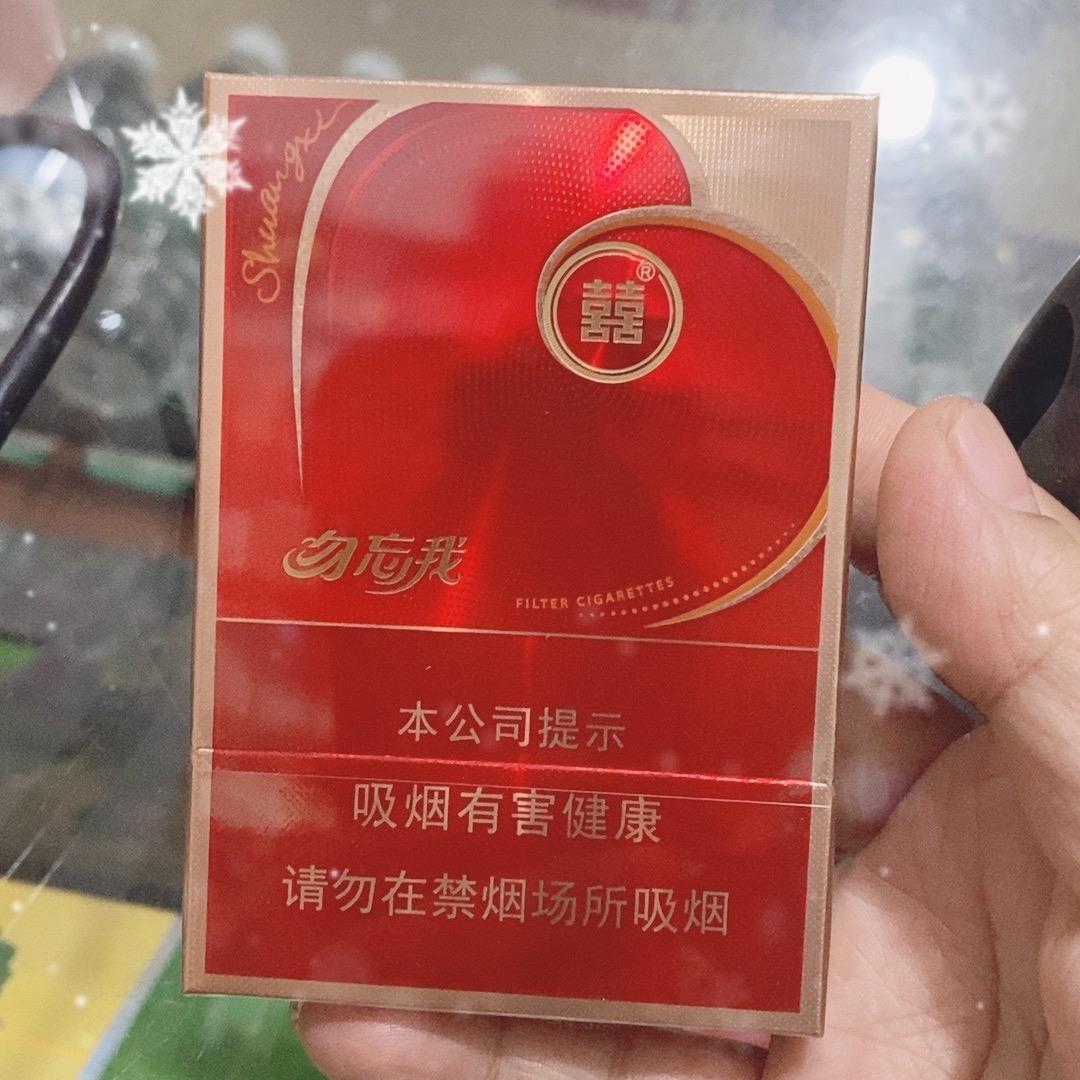 Shuangxi
囍®
勿忘我
FILTER CIGARETTES
本公司提示
吸烟有害健康
请勿在禁烟场所吸烟